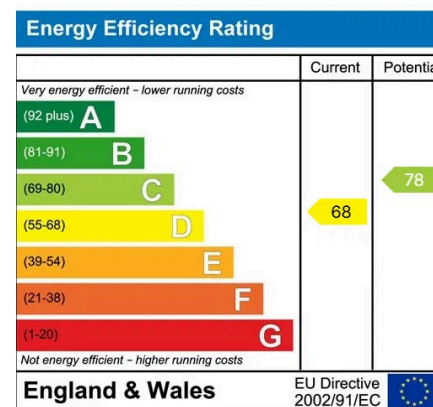 Energy Efficiency Rating
Current Potentia
Very energy efficient – lower running costs
(92 plus) A
(81-91) B
(69-80) C 78
(55-68) D 68
(39-54) E
(21-38) F
(1-20) G
Not energy efficient – higher running costs
England & Wales
EU Directive
2002/91/EC